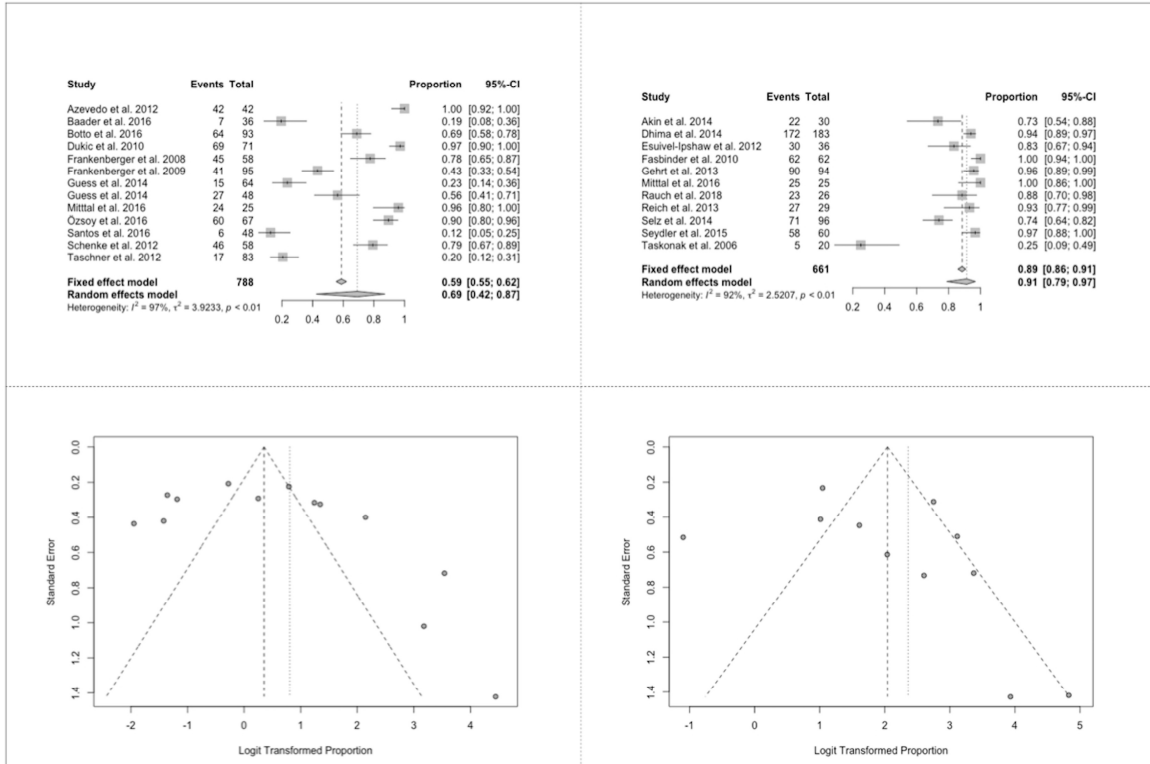 Study Events Total Proportion 95%-CI
Azevedo et al. 2012 42 42 1.00 [0.92; 1.00]
Baader et al. 2016 7 36 0.19 [0.08; 0.36]
Botto et al. 2016 64 93 0.69 [0.58; 0.78]
Dukic et al. 2010 69 71 0.97 [0.90; 1.00]
Frankenberger et al. 2008 45 58 0.78 [0.65; 0.87]
Frankenberger et al. 2009 41 95 0.43 [0.33; 0.54]
Guess et al. 2014 15 64 0.23 [0.14; 0.36]
Guess et al. 2014 27 48 0.56 [0.41; 0.71]
Mitttal et al. 2016 24 25 0.96 [0.80; 1.00]
Özsoy et al. 2016 60 67 0.90 [0.80; 0.96]
Santos et al. 2016 6 48 0.12 [0.05; 0.25]
Schenke et al. 2012 46 58 0.79 [0.67; 0.89]
Taschner et al. 2012 17 83 0.20 [0.12; 0.31]
Fixed effect model 788 0.59 [0.55; 0.62]
Random effects model 0.69 [0.42; 0.87]
Heterogeneity: I² = 97%, τ² = 3.9233, p < 0.01
0.2 0.4 0.6 0.8 1
Study Events Total Proportion 95%-CI
Akin et al. 2014 22 30 0.73 [0.54; 0.88]
Dhima et al. 2014 172 183 0.94 [0.89; 0.97]
Esuivel-Ipshaw et al. 2012 30 36 0.83 [0.67; 0.94]
Fasbinder et al. 2010 62 62 1.00 [0.94; 1.00]
Gehrt et al. 2013 90 94 0.96 [0.89; 0.99]
Mitttal et al. 2016 25 25 1.00 [0.86; 1.00]
Rauch et al. 2018 23 26 0.88 [0.70; 0.98]
Reich et al. 2013 27 29 0.93 [0.77; 0.99]
Selz et al. 2014 71 96 0.74 [0.64; 0.82]
Seydler et al. 2015 58 60 0.97 [0.88; 1.00]
Taskonak et al. 2006 5 20 0.25 [0.09; 0.49]
Fixed effect model 661 0.89 [0.86; 0.91]
Random effects model 0.91 [0.79; 0.97]
Heterogeneity: I² = 92%, τ² = 2.5207, p < 0.01
0.2 0.4 0.6 0.8 1
Standard Error
0.0
0.2
0.4
0.6
0.8
1.0
1.2
1.4
-2 -1 0 1 2 3 4
Logit Transformed Proportion
Standard Error
0.0
0.2
0.4
0.6
0.8
1.0
1.2
1.4
-1 0 1 2 3 4 5
Logit Transformed Proportion